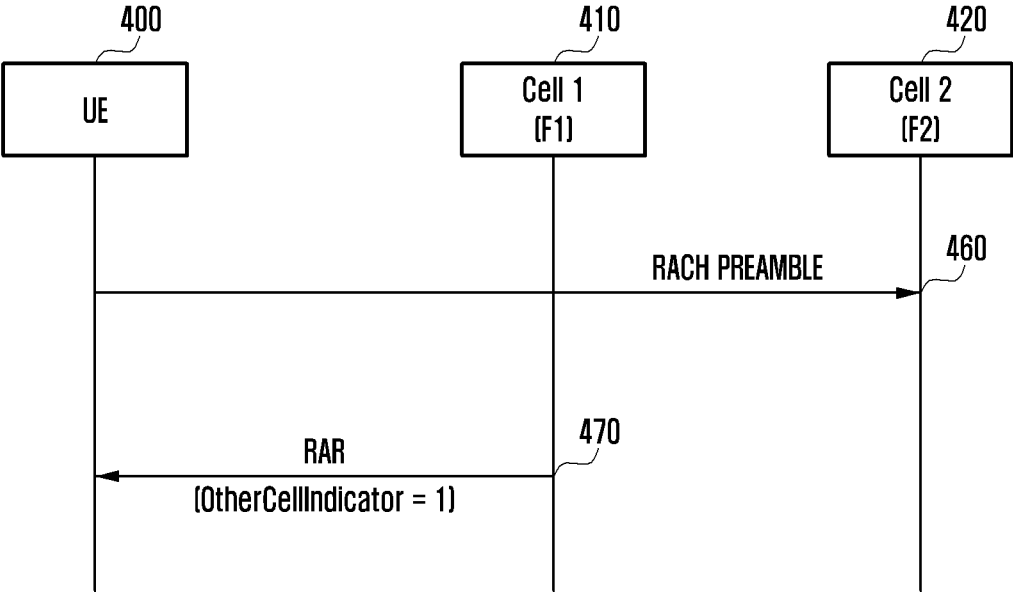 400
410
420
UE
Cell 1
(F1)
Cell 2
(F2)
460
RACH PREAMBLE
470
RAR
(OtherCellIndicator = 1)